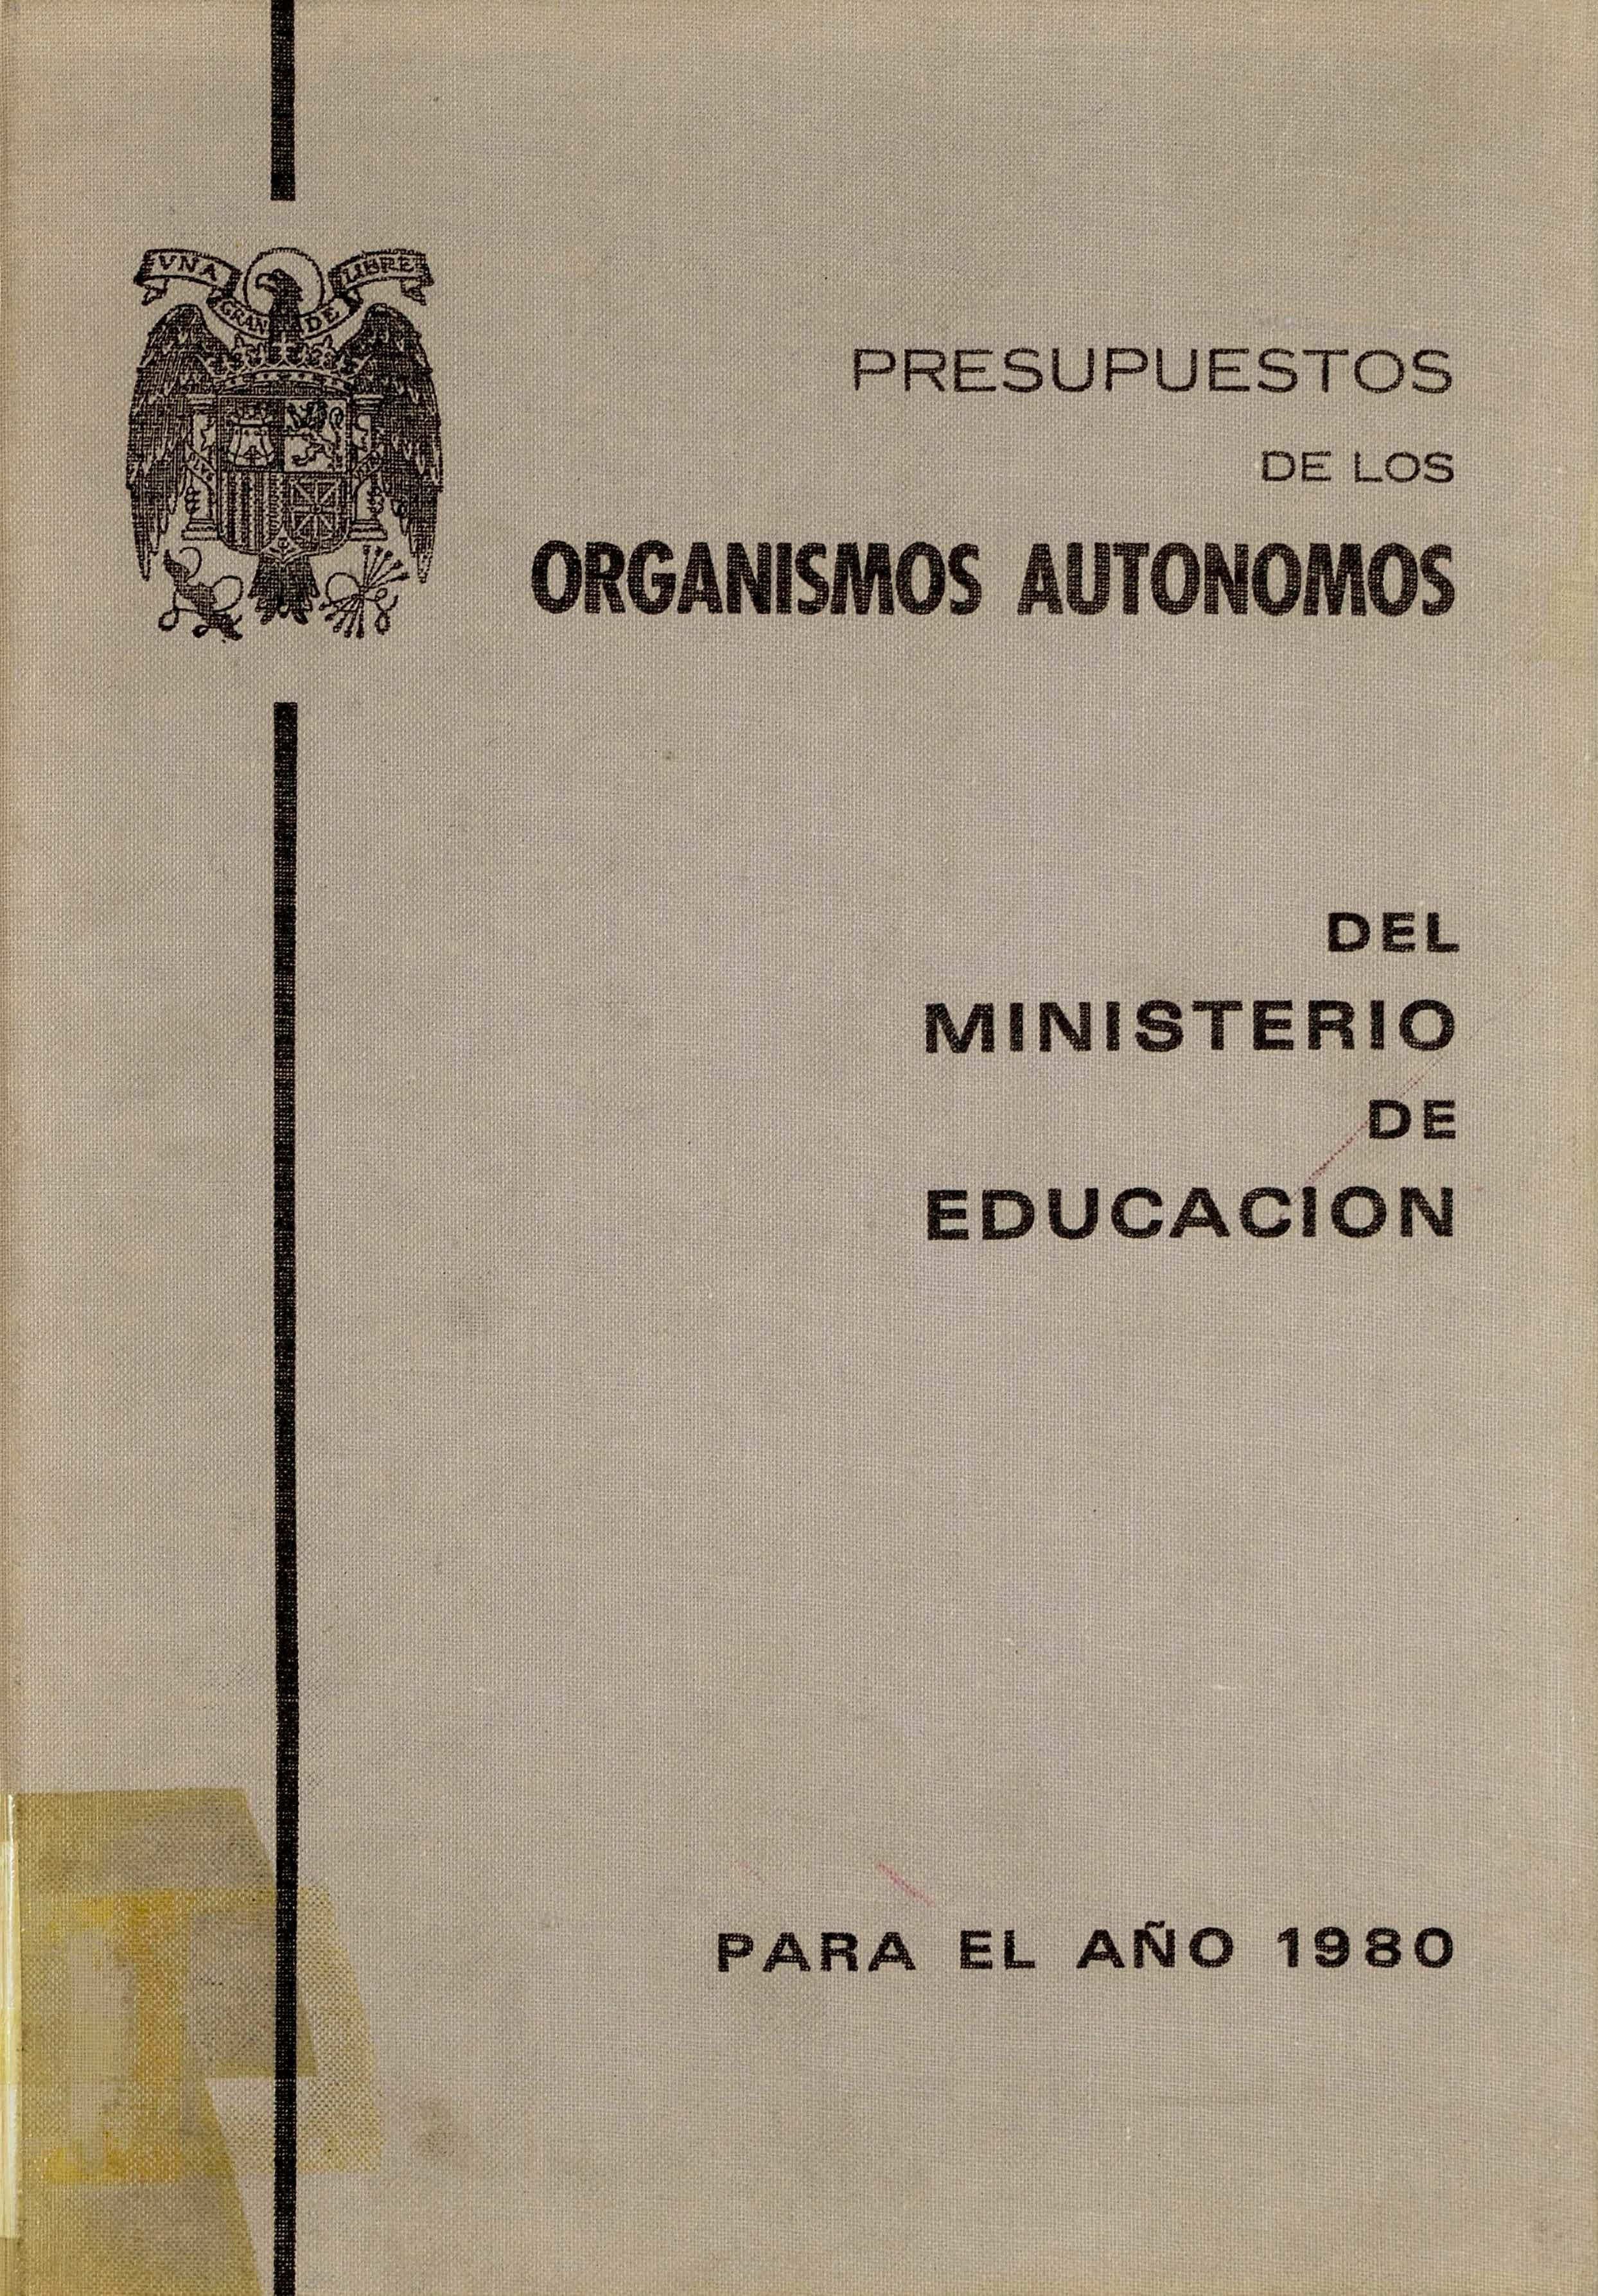 VNA GRANDE LIBRE
PRESUPUESTOS
DE LOS
ORGANISMOS AUTONOMOS
DEL
MINISTERIO
DE
EDUCACION
PARA EL AÑO 1980